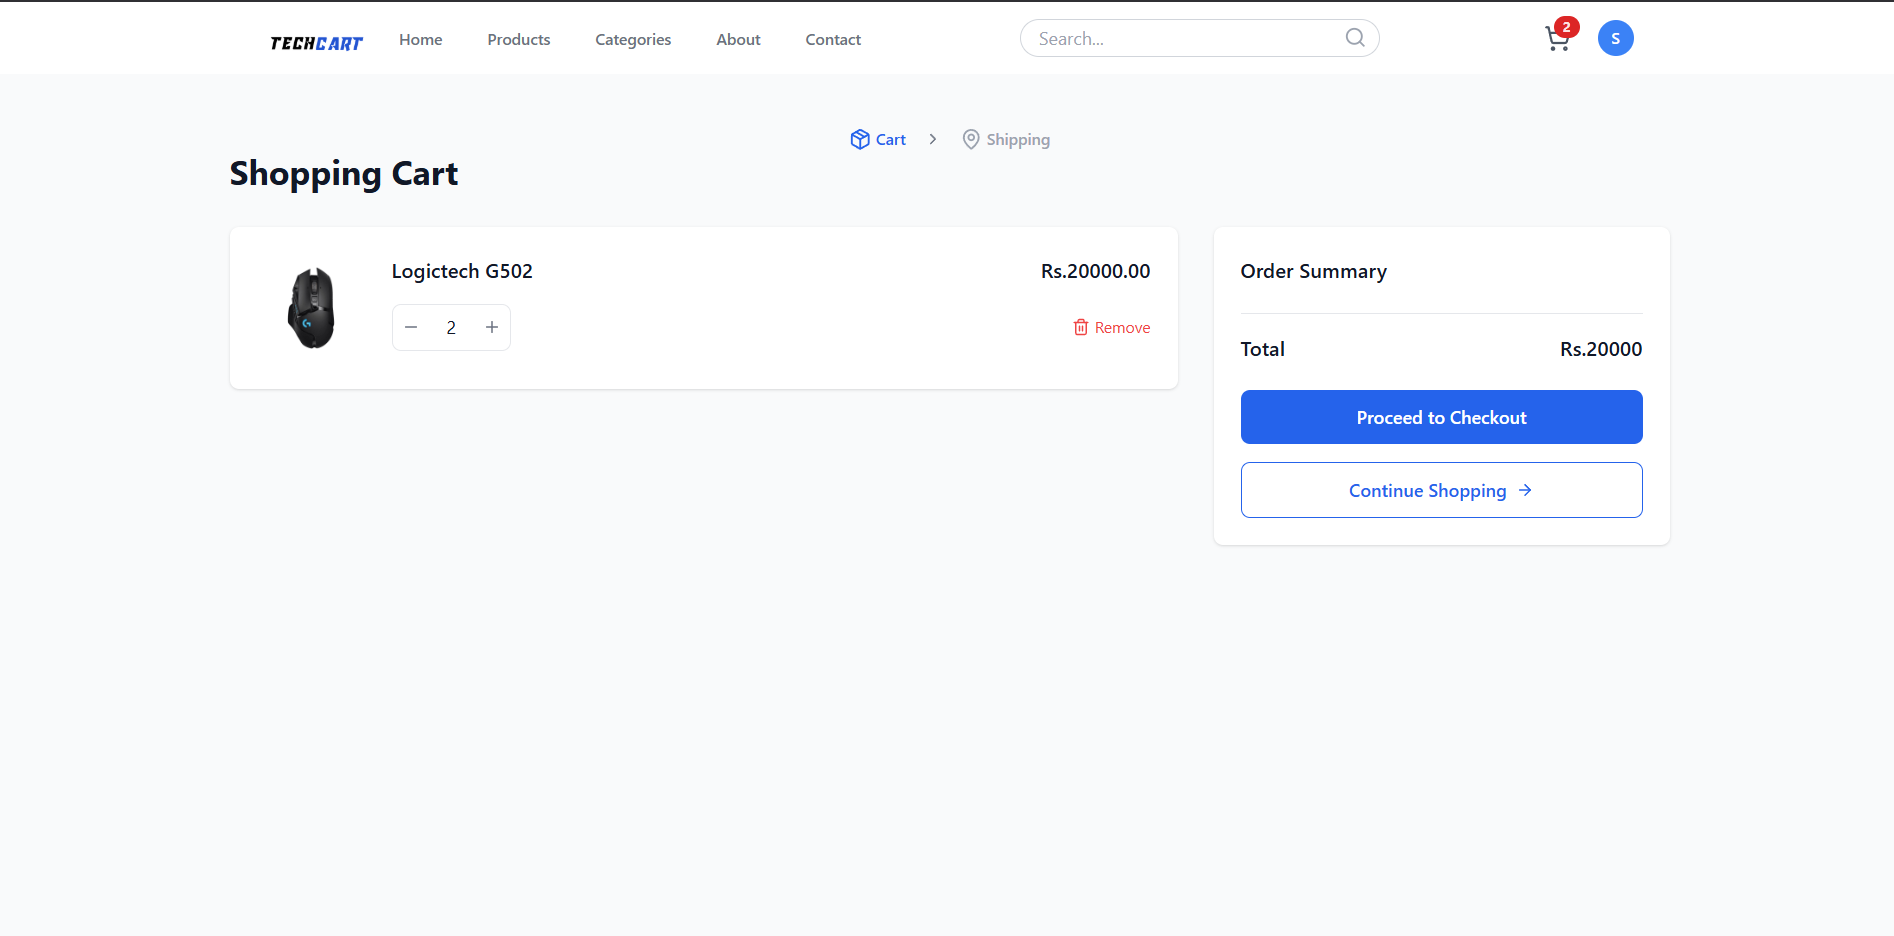 TECHCART Home Products Categories About Contact Search... 2 S
Cart Shipping
Shopping Cart
Logictech G502 Rs.20000.00
2 Remove
Order Summary
Total Rs.20000
Proceed to Checkout
Continue Shopping